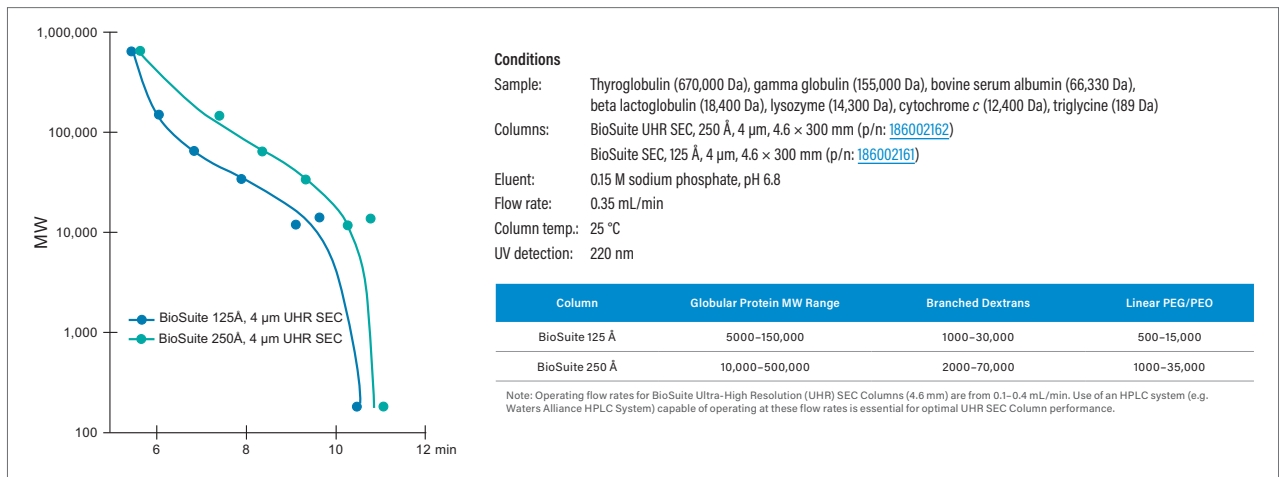 1,000,000
100,000
10,000
1,000
100
MW
6
8
10
12 min
BioSuite 125Å, 4 µm UHR SEC
BioSuite 250Å, 4 µm UHR SEC
Conditions
Sample: Thyroglobulin (670,000 Da), gamma globulin (155,000 Da), bovine serum albumin (66,330 Da),
beta lactoglobulin (18,400 Da), lysozyme (14,300 Da), cytochrome c (12,400 Da), triglycine (189 Da)
Columns: BioSuite UHR SEC, 250 Å, 4 µm, 4.6 × 300 mm (p/n: 186002162)
BioSuite SEC, 125 Å, 4 µm, 4.6 × 300 mm (p/n: 186002161)
Eluent: 0.15 M sodium phosphate, pH 6.8
Flow rate: 0.35 mL/min
Column temp.: 25 °C
UV detection: 220 nm
Column Globular Protein MW Range Branched Dextrans Linear PEG/PEO
BioSuite 125 Å 5000–150,000 1000–30,000 500–15,000
BioSuite 250 Å 10,000–500,000 2000–70,000 1000–35,000
Note: Operating flow rates for BioSuite Ultra-High Resolution (UHR) SEC Columns (4.6 mm) are from 0.1–0.4 mL/min. Use of an HPLC system (e.g.
Waters Alliance HPLC System) capable of operating at these flow rates is essential for optimal UHR SEC Column performance.